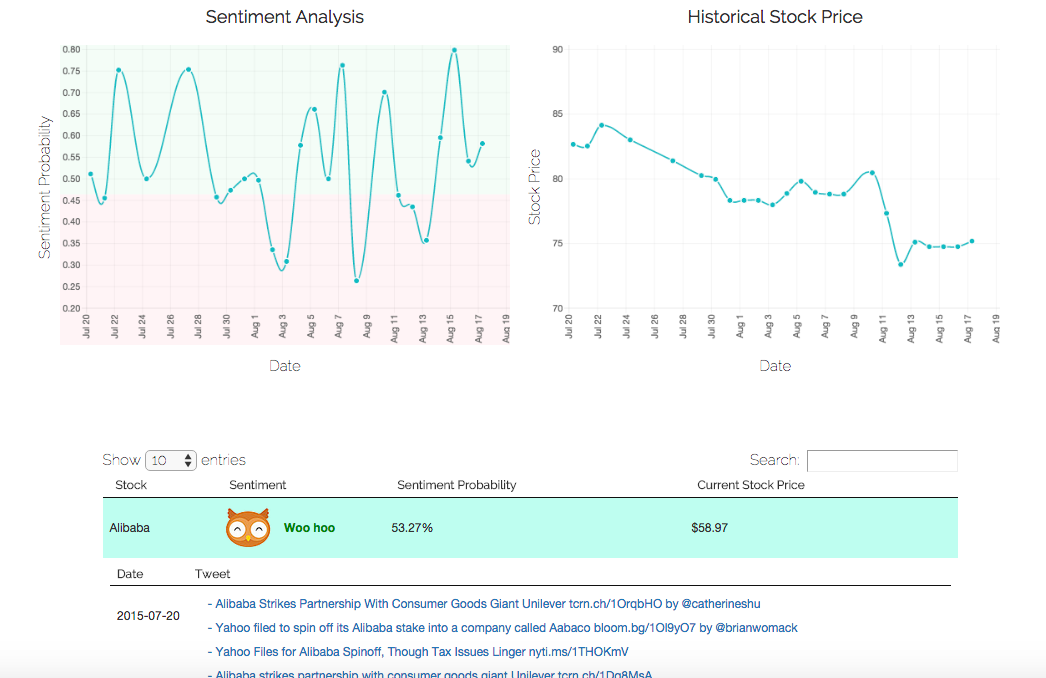 Sentiment Analysis
Sentiment Probability
0.80
0.75
0.70
0.65
0.60
0.55
0.50
0.45
0.40
0.35
0.30
0.25
0.20
Jul 20
Jul 22
Jul 24
Jul 26
Jul 28
Jul 30
Aug 1
Aug 3
Aug 5
Aug 7
Aug 9
Aug 11
Aug 13
Aug 15
Aug 17
Aug 19
Date
Historical Stock Price
Stock Price
90
85
80
75
70
Jul 20
Jul 22
Jul 24
Jul 26
Jul 28
Jul 30
Aug 1
Aug 3
Aug 5
Aug 7
Aug 9
Aug 11
Aug 13
Aug 15
Aug 17
Aug 19
Date
Show 10 entries
Search:
Stock Sentiment Sentiment Probability Current Stock Price
Alibaba Woo hoo 53.27% $58.97
Date Tweet
2015-07-20
- Alibaba Strikes Partnership With Consumer Goods Giant Unilever tcrn.ch/1OrqbHO by @catherineshu
- Yahoo filed to spin off its Alibaba stake into a company called Aabaco bloom.bg/1Ol9yO7 by @brianwomack
- Yahoo Files for Alibaba Spinoff, Though Tax Issues Linger nyti.ms/1THOKmV
- Alibaba strikes partnership with consumer goods giant Unilever tcrn.ch/1Dg8MsA